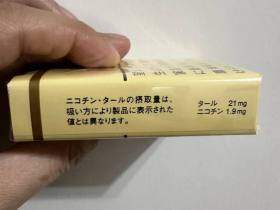 ニコチン・タールの摂取量は、
吸い方により製品に表示された
値とは異なります。
タール 21mg
ニコチン 1.9mg